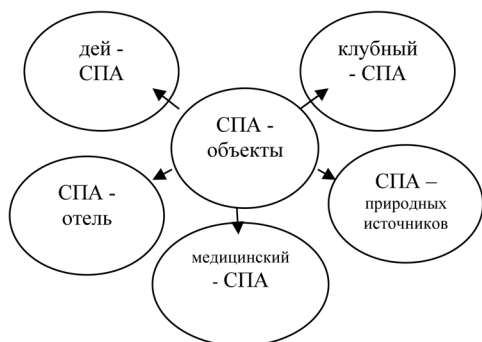 дей -
СПА
клубный
- СПА
СПА -
объекты
СПА -
отель
СПА –
природных
источников
медицинский
- СПА